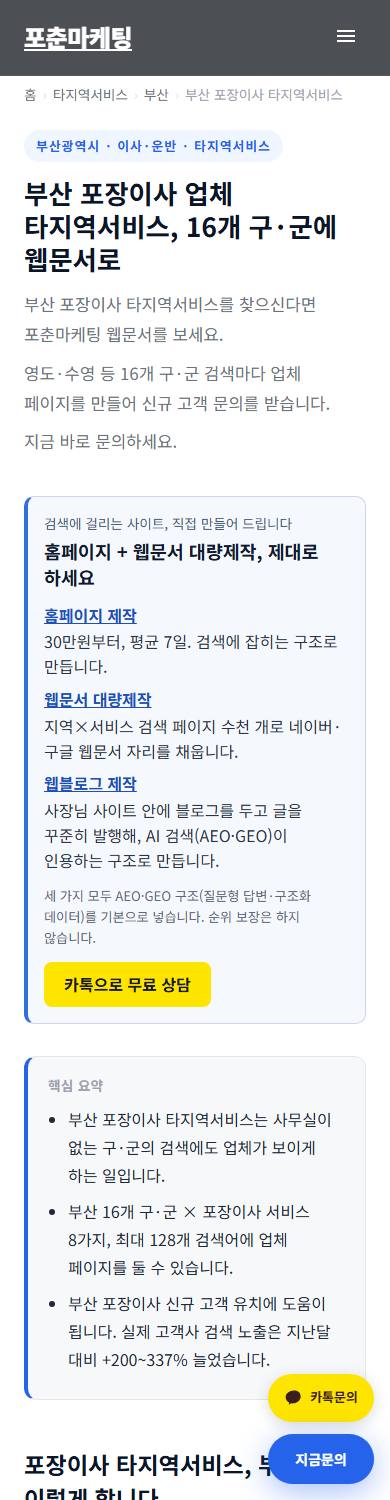 포춘마케팅
홈 › 타지역서비스 › 부산 › 부산 포장이사 타지역서비스
부산광역시 · 이사·운반 · 타지역서비스
부산 포장이사 업체
타지역서비스, 16개 구·군에
웹문서로
부산 포장이사 타지역서비스를 찾으신다면
포춘마케팅 웹문서를 보세요.
영도·수영 등 16개 구·군 검색마다 업체
페이지를 만들어 신규 고객 문의를 받습니다.
지금 바로 문의하세요.
검색에 걸리는 사이트, 직접 만들어 드립니다
홈페이지 + 웹문서 대량제작, 제대로
하세요
홈페이지 제작
30만원부터, 평균 7일. 검색에 잡히는 구조로
만듭니다.
웹문서 대량제작
지역×서비스 검색 페이지 수천 개로 네이버·
구글 웹문서 자리를 채웁니다.
웹블로그 제작
사장님 사이트 안에 블로그를 두고 글을
꾸준히 발행해, AI 검색(AEO·GEO)이
인용하는 구조로 만듭니다.
세 가지 모두 AEO·GEO 구조(질문형 답변·구조화
데이터)를 기본으로 넣습니다. 순위 보장은 하지
않습니다.
카톡으로 무료 상담
핵심 요약
• 부산 포장이사 타지역서비스는 사무실이
없는 구·군의 검색에도 업체가 보이게
하는 일입니다.
• 부산 16개 구·군 × 포장이사 서비스
8가지, 최대 128개 검색어에 업체
페이지를 둘 수 있습니다.
• 부산 포장이사 신규 고객 유치에 도움이
됩니다. 실제 고객사 검색 노출은 지난달
대비 +200~337% 늘었습니다.
카톡문의
지금문의
포장이사 타지역서비스,
이렇게 합니다